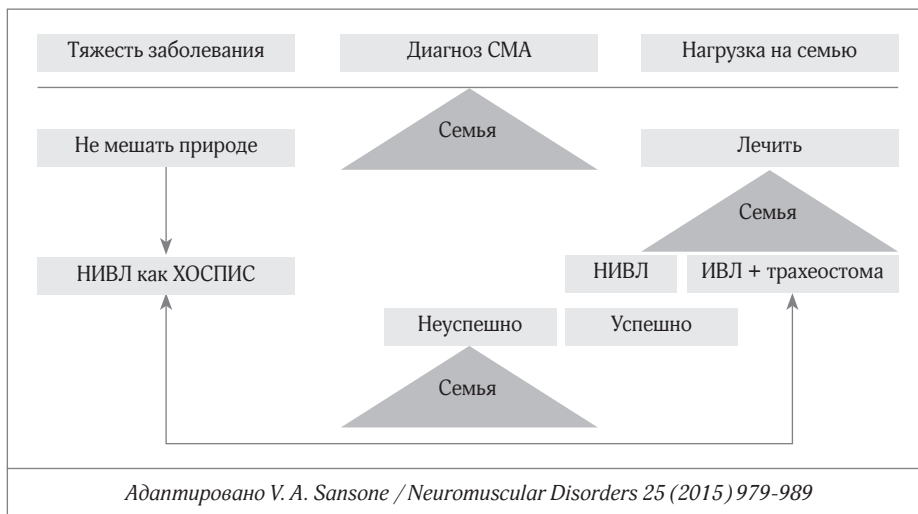 Тяжесть заболевания
Диагноз СМА
Нагрузка на семью
Семья
Не мешать природе
Лечить
Семья
НИВЛ как ХОСПИС
НИВЛ
ИВЛ + трахеостома
Неуспешно
Успешно
Семья
Адаптировано V. A. Sansone / Neuromuscular Disorders 25 (2015) 979-989